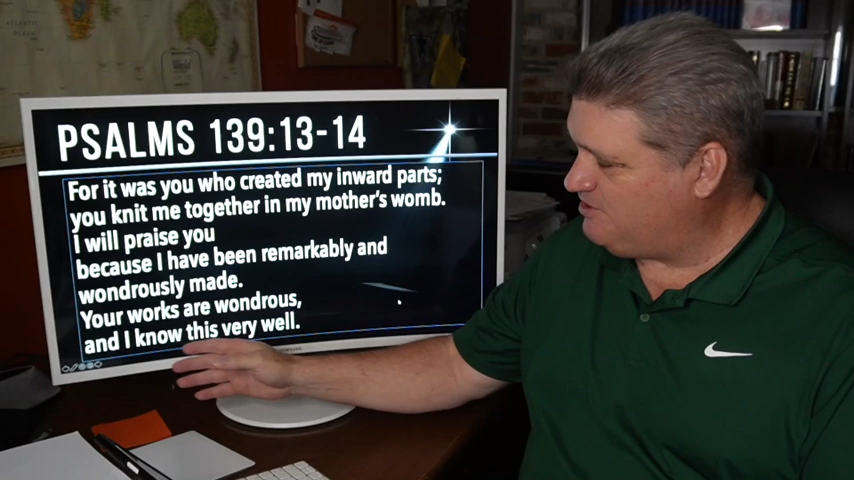 PSALMS 139:13-14
For it was you who created my inward parts;
you knit me together in my mother's womb.
I will praise you
because I have been remarkably and
wondrously made.
Your works are wondrous,
and I know this very well.